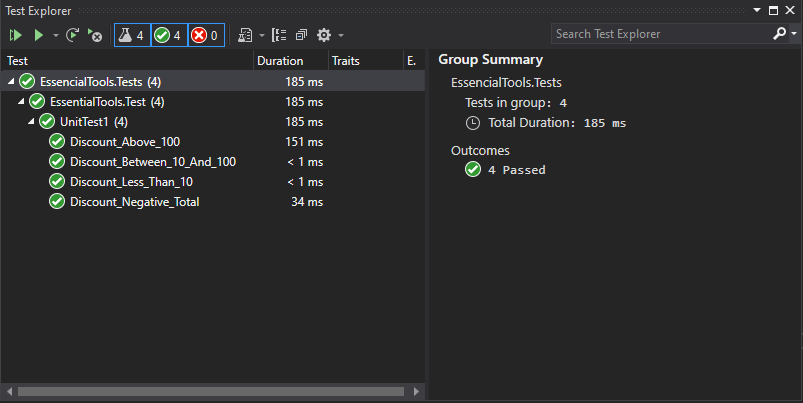 Test Explorer
4 4 0
Search Test Explorer
Test Duration Traits E.
EssencialTools.Tests (4) 185 ms
EssentialTools.Test (4) 185 ms
UnitTest1 (4) 185 ms
Discount_Above_100 151 ms
Discount_Between_10_And_100 < 1 ms
Discount_Less_Than_10 < 1 ms
Discount_Negative_Total 34 ms
Group Summary
EssencialTools.Tests
Tests in group: 4
Total Duration: 185 ms
Outcomes
4 Passed